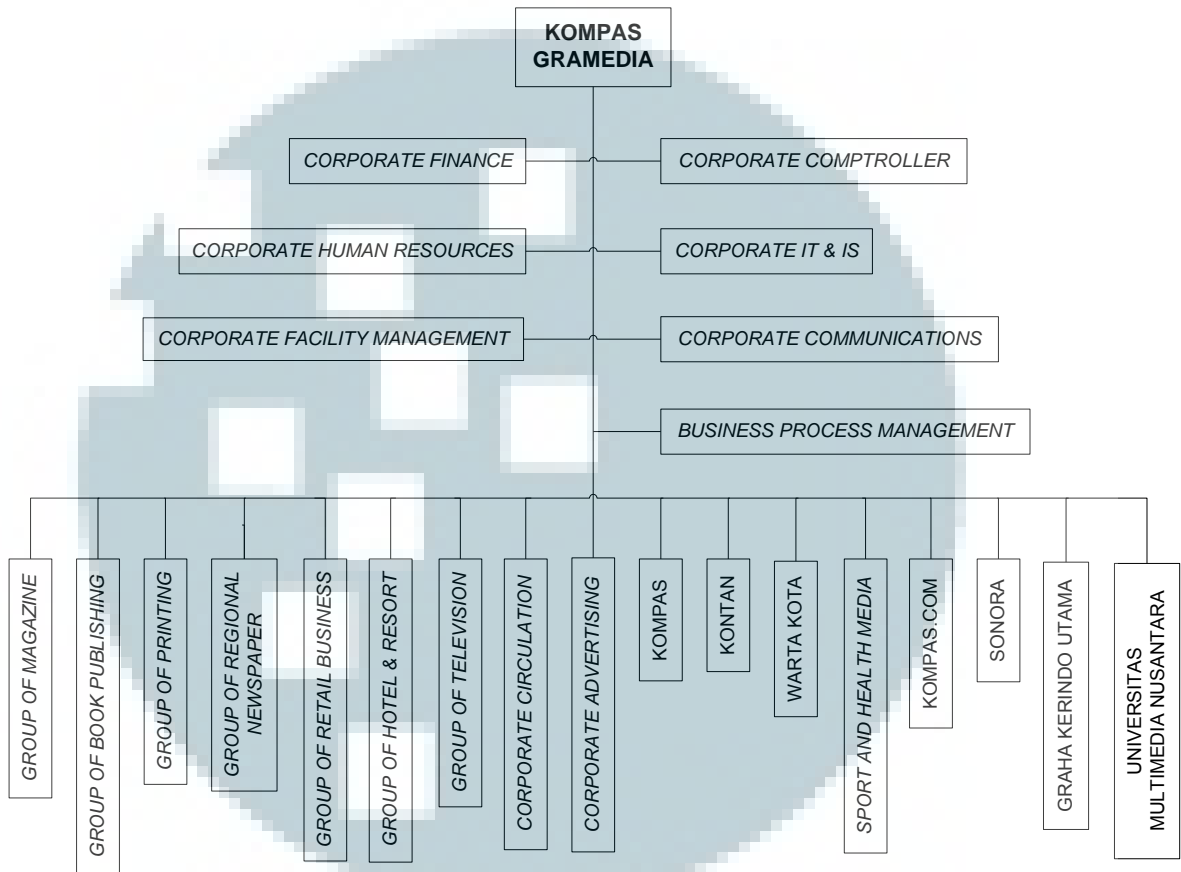 KOMPAS
GRAMEDIA
CORPORATE FINANCE
CORPORATE COMPTROLLER
CORPORATE HUMAN RESOURCES
CORPORATE IT & IS
CORPORATE FACILITY MANAGEMENT
CORPORATE COMMUNICATIONS
BUSINESS PROCESS MANAGEMENT
GROUP OF MAGAZINE
GROUP OF BOOK PUBLISHING
GROUP OF PRINTING
GROUP OF REGIONAL
NEWSPAPER
GROUP OF RETAIL BUSINESS
GROUP OF HOTEL & RESORT
GROUP OF TELEVISION
CORPORATE CIRCULATION
CORPORATE ADVERTISING
KOMPAS
KONTAN
WARTA KOTA
SPORT AND HEALTH MEDIA
KOMPAS.COM
SONORA
GRAHA KERINDO UTAMA
UNIVERSITAS
MULTIMEDIA NUSANTARA